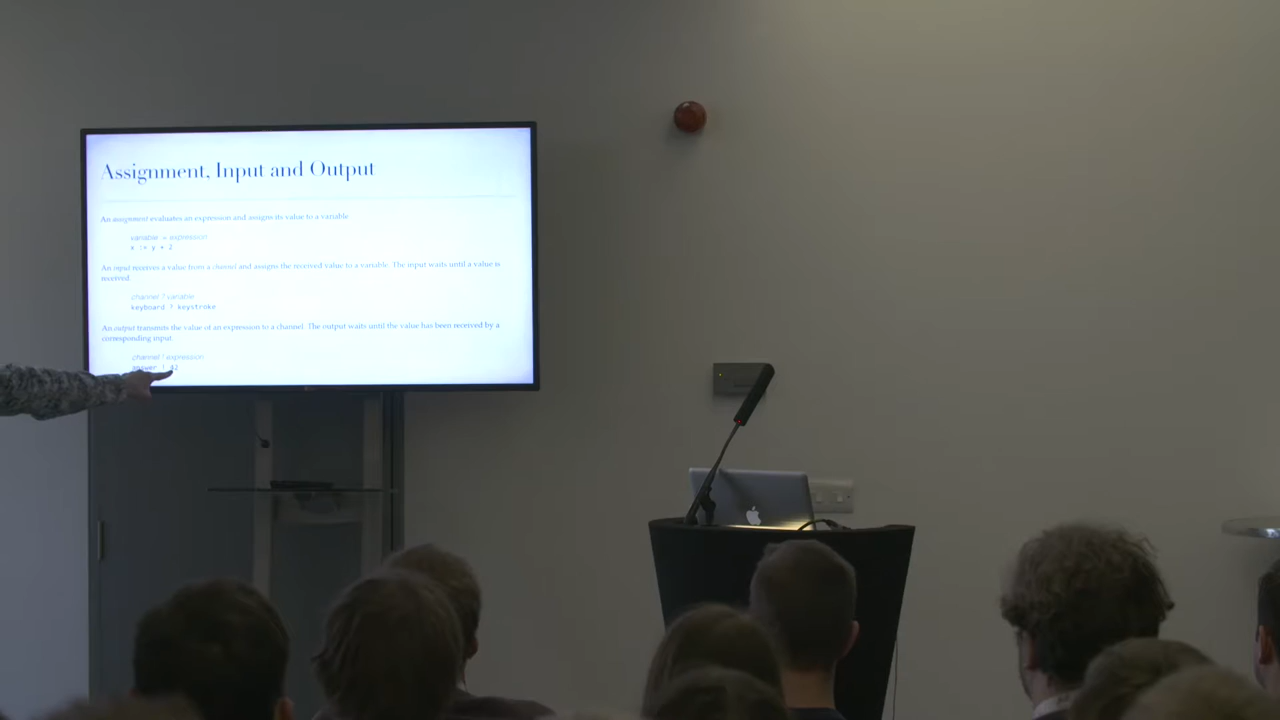 Assignment, Input and Output
An assignment evaluates an expression and assigns its value to a variable.
variable := expression
x := y + 2
An input receives a value from a channel and assigns the received value to a variable. The input waits until a value is
received.
channel ? variable
keyboard ? keystroke
An output transmits the value of an expression to a channel. The output waits until the value has been received by a
corresponding input.
channel ! expression
answer ! 42